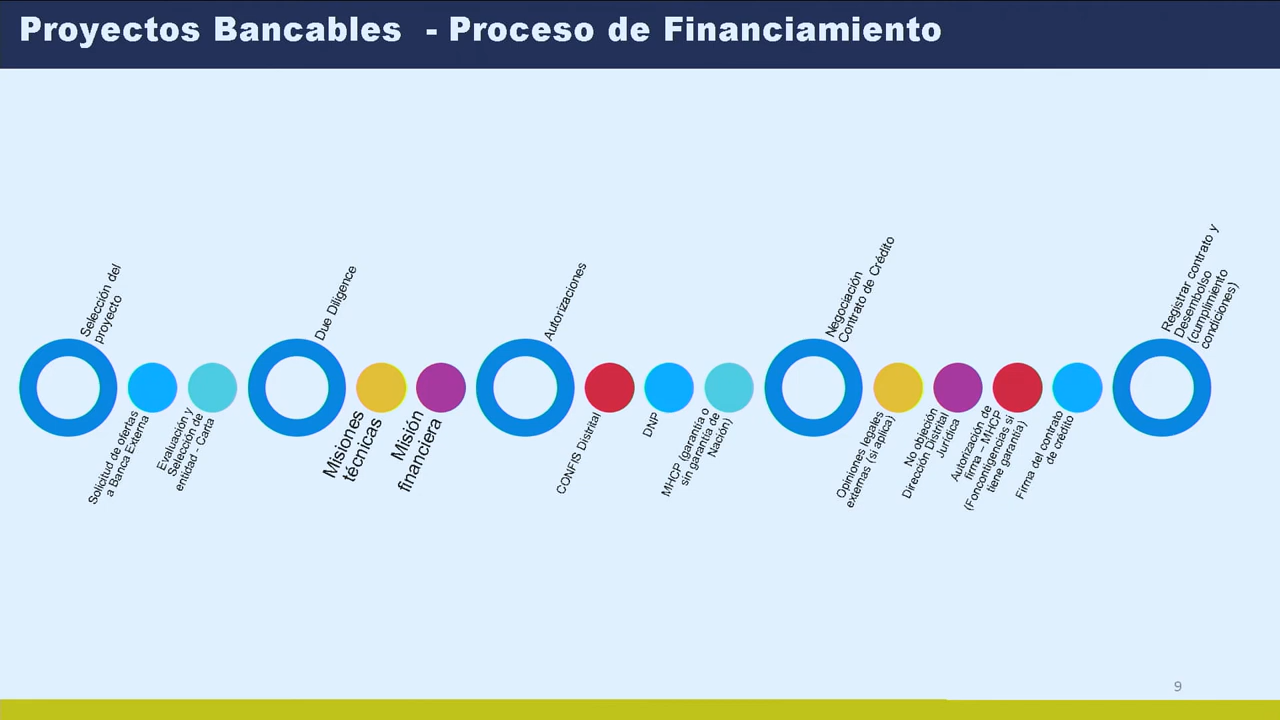 Proyectos Bancables - Proceso de Financiamiento
Selección del
proyecto
Solicitud de ofertas
a Banca Externa
Evaluación y
Selección de
entidad - Carta
Due Diligence
Misiones
técnicas
Misión
financiera
Autorizaciones
CONFIS Distrital
DNP
MHCP (garantía o
sin garantía de
Nación)
Negociación
Contrato de Crédito
Opiniones legales
externas (si aplica)
No objeción
Dirección Distrital
Jurídica
Autorización de
firma – MHCP
(Foncontigencias si
tiene garantía)
Firma del contrato
de crédito
Registrar contrato y
Desembolso
(cumplimiento
condiciones)
9